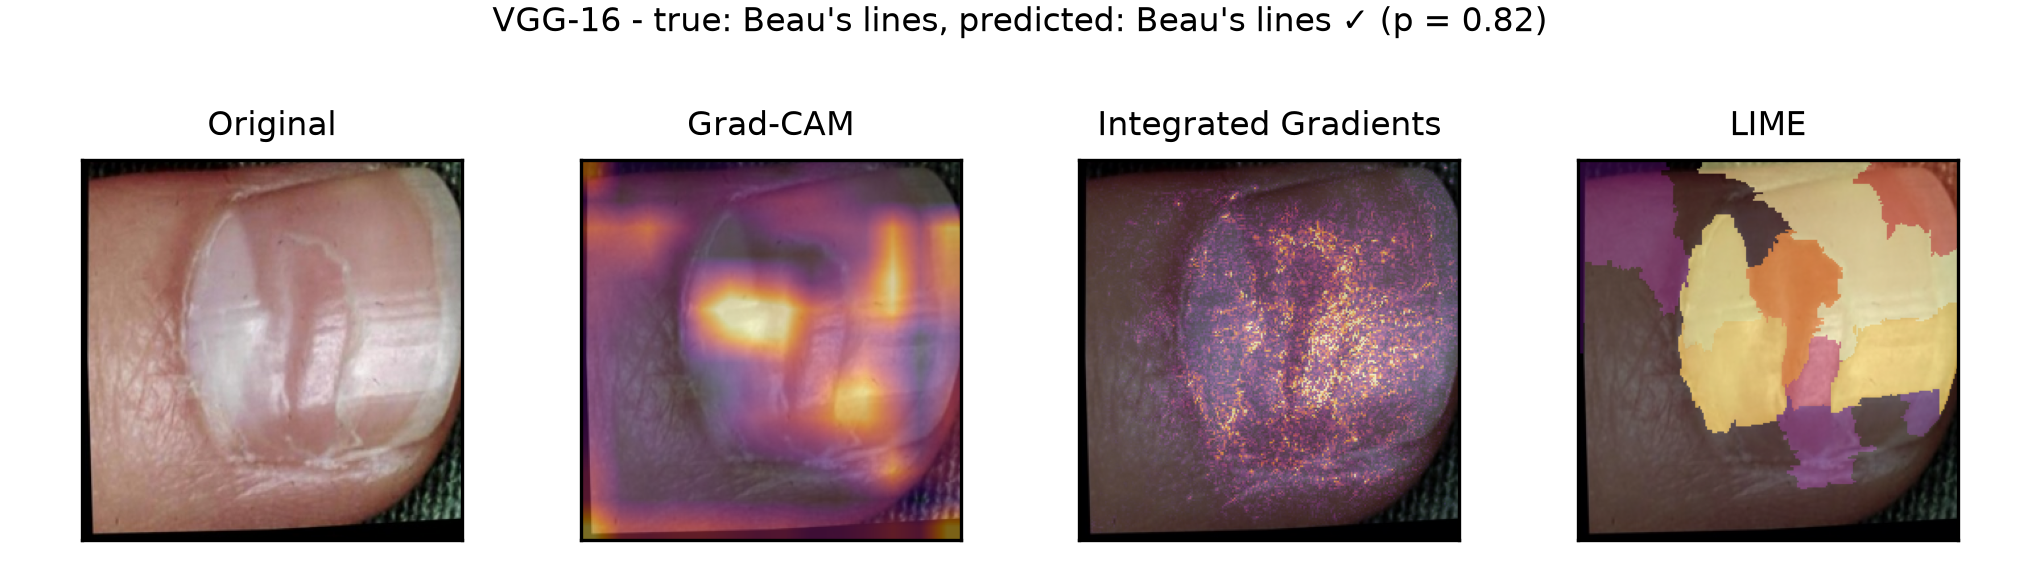 VGG-16 - true: Beau's lines, predicted: Beau's lines ✓ (p = 0.82)
Original
Grad-CAM
Integrated Gradients
LIME